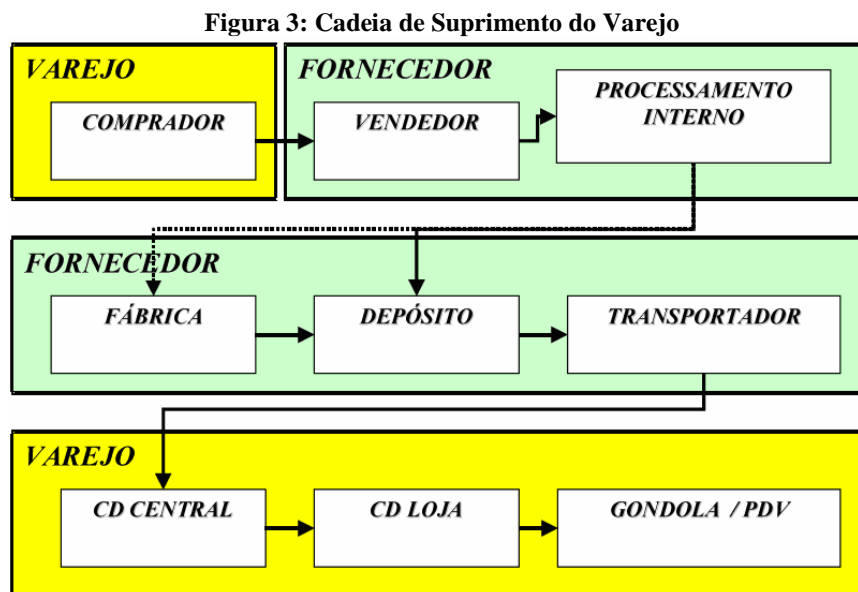 Figura 3: Cadeia de Suprimento do Varejo
VAREJO
COMPRADOR
FORNECEDOR
VENDEDOR
PROCESSAMENTO
INTERNO
FORNECEDOR
FÁBRICA
DEPÓSITO
TRANSPORTADOR
VAREJO
CD CENTRAL
CD LOJA
GONDOLA / PDV